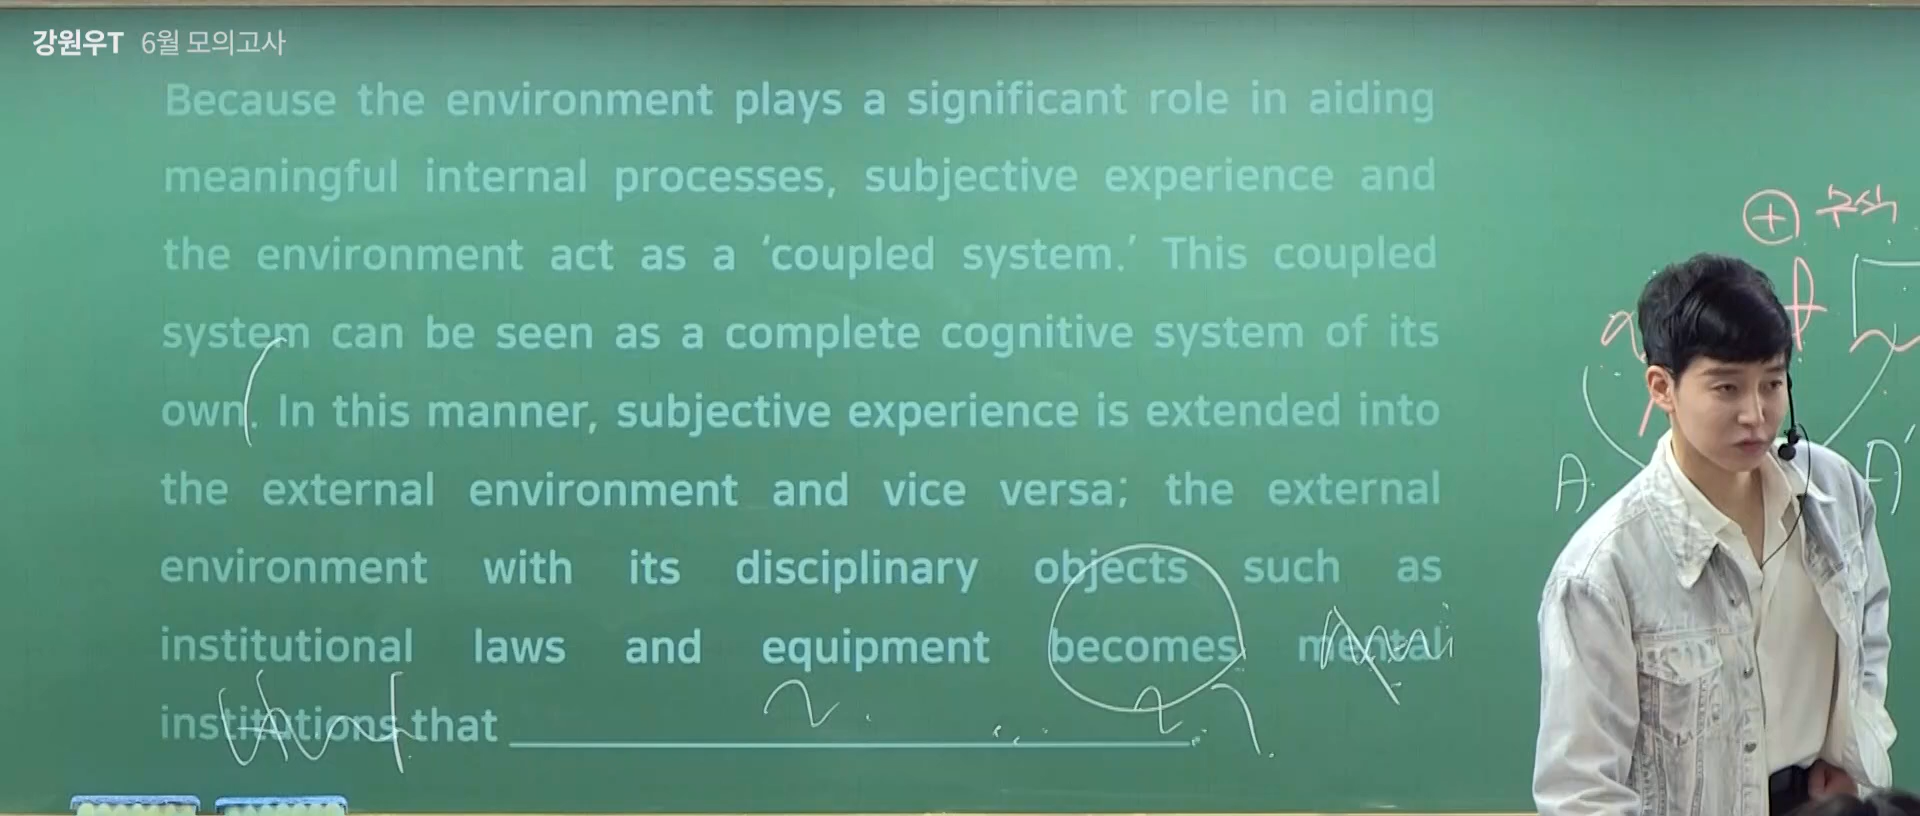 강원우T 6월 모의고사
Because the environment plays a significant role in aiding
meaningful internal processes, subjective experience and
the environment act as a 'coupled system.' This coupled
system can be seen as a complete cognitive system of its
own. In this manner, subjective experience is extended into
the external environment and vice versa; the external
environment with its disciplinary objects such as
institutional laws and equipment becomes mental
institutions that
+ 수식
A
A'